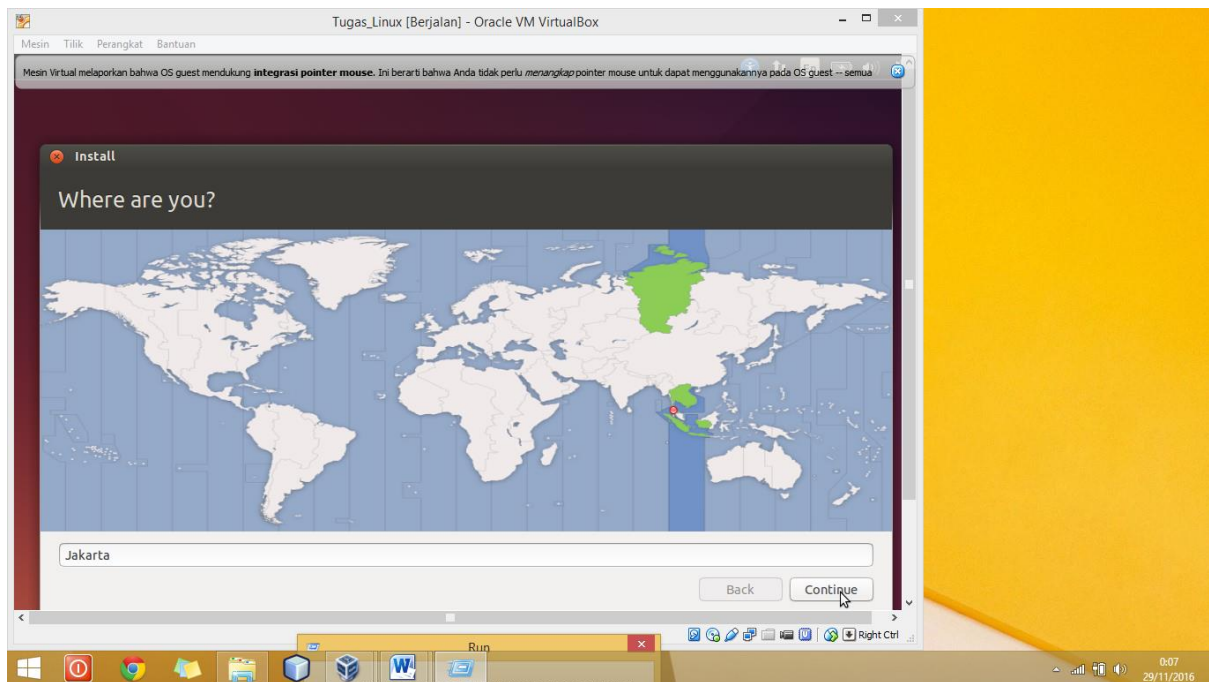 Tugas_Linux [Berjalan] - Oracle VM VirtualBox
Mesin Tilik Perangkat Bantuan
Mesin Virtual melaporkan bahwa OS guest mendukung integrasi pointer mouse. Ini berarti bahwa Anda tidak perlu menangkap pointer mouse untuk dapat menggunakannya pada OS guest -- semua
Install
Where are you?
Jakarta
Back Continue
Right Ctrl
Run
0:07
29/11/2016